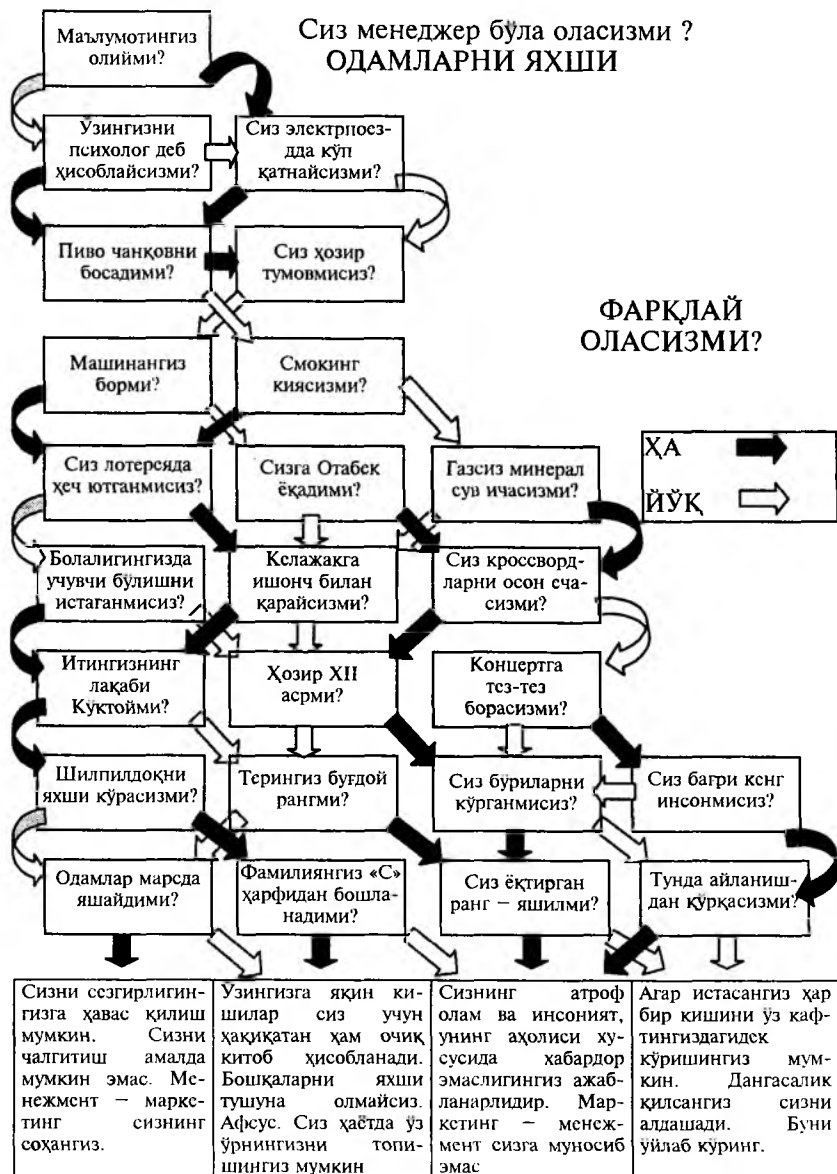 Сиз менеджер бўла оласизми ?
ОДАМЛАРНИ ЯХШИ
Маълумотингиз
олийми?
Ўзингизни
психолог деб
ҳисоблайсизми?
Сиз электрпоез-
дда кўп
қатнайсизми?
Пиво чанқовни
босадими?
Сиз ҳозир
тумовмисиз?
ФАРҚЛАЙ
ОЛАСИЗМИ?
Машинангиз
борми?
Смокинг
киясизми?
ҲА
ЙЎҚ
Сиз лотереяда
ҳеч ютганмисиз?
Сизга Отабек
ёқадими?
Газсиз минерал
сув ичасизми?
Болалигингизда
учувчи бўлишни
истаганмисиз?
Келажакга
ишонч билан
қарайсизми?
Сиз кроссворд-
ларни осон еча-
сизми?
Итингизнинг
лақаби
Кўктойми?
Ҳозир XII
асрми?
Концертга
тез-тез
борасизми?
Шилпилдоқни
яхши кўрасизми?
Терингиз буғдой
рангми?
Сиз бўриларни
кўрганмисиз?
Сиз бағри кенг
инсонмисиз?
Одамлар марсда
яшайдими?
Фамилиянгиз «С»
ҳарфидан бошла-
надими?
Сиз ёқтирган
ранг – яшилми?
Тунда айланиш-
дан қўрқасизми?
Сизни сезгирлигин-
гизга ҳавас қилиш
мумкин. Сизни
чалғитиш амалда
мумкин эмас. Ме-
нежмент – марке-
тинг сизнинг
соҳангиз.
Узингизга яқин ки-
шилар сиз учун
ҳақиқатан ҳам очиқ
китоб ҳисобланади.
Бошқаларни яхши
тушуна олмайсиз.
Афсус. Сиз ҳаётда ўз
ўрнингизни топи-
шингиз мумкин
Сизнинг атроф
олам ва инсоният,
унинг аҳолиси ху-
сусида хабардор
эмаслигингиз ажаб-
ланарлидир. Мар-
кетинг – менеж-
мент сизга муносиб
эмас
Агар истасангиз ҳар
бир кишини ўз каф-
тингиздагидек
кўришингиз мум-
кин. Дангасалик
қилсангиз сизни
алдашади. Буни
ўйлаб кўринг.